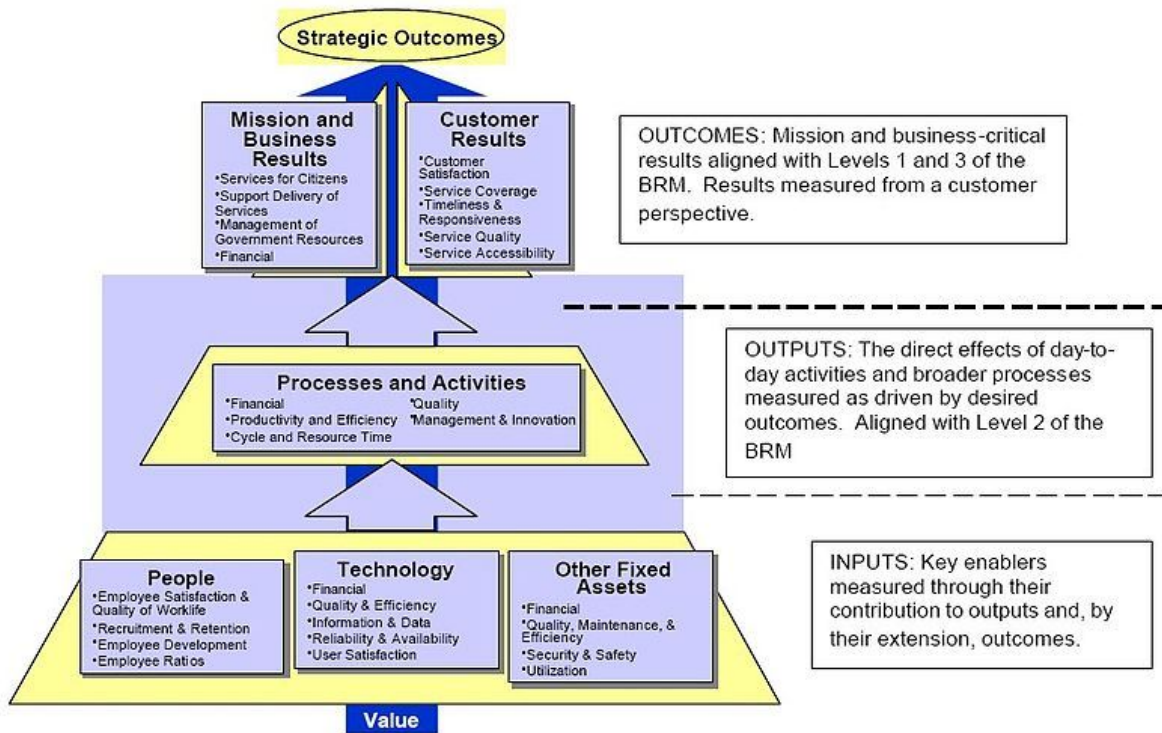 Strategic Outcomes
Mission and
Business
Results
•Services for Citizens
•Support Delivery of
Services
•Management of
Government Resources
•Financial
Customer
Results
•Customer
Satisfaction
•Service Coverage
•Timeliness &
Responsiveness
•Service Quality
•Service Accessibility
OUTCOMES: Mission and business-critical
results aligned with Levels 1 and 3 of the
BRM. Results measured from a customer
perspective.
Processes and Activities
•Financial
•Productivity and Efficiency
•Cycle and Resource Time
•Quality
•Management & Innovation
OUTPUTS: The direct effects of day-to-
day activities and broader processes
measured as driven by desired
outcomes. Aligned with Level 2 of the
BRM
People
•Employee Satisfaction &
Quality of Worklife
•Recruitment & Retention
•Employee Development
•Employee Ratios
Technology
•Financial
•Quality & Efficiency
•Information & Data
•Reliability & Availability
•User Satisfaction
Other Fixed
Assets
•Financial
•Quality, Maintenance, &
Efficiency
•Security & Safety
•Utilization
INPUTS: Key enablers
measured through their
contribution to outputs and, by
their extension, outcomes.
Value